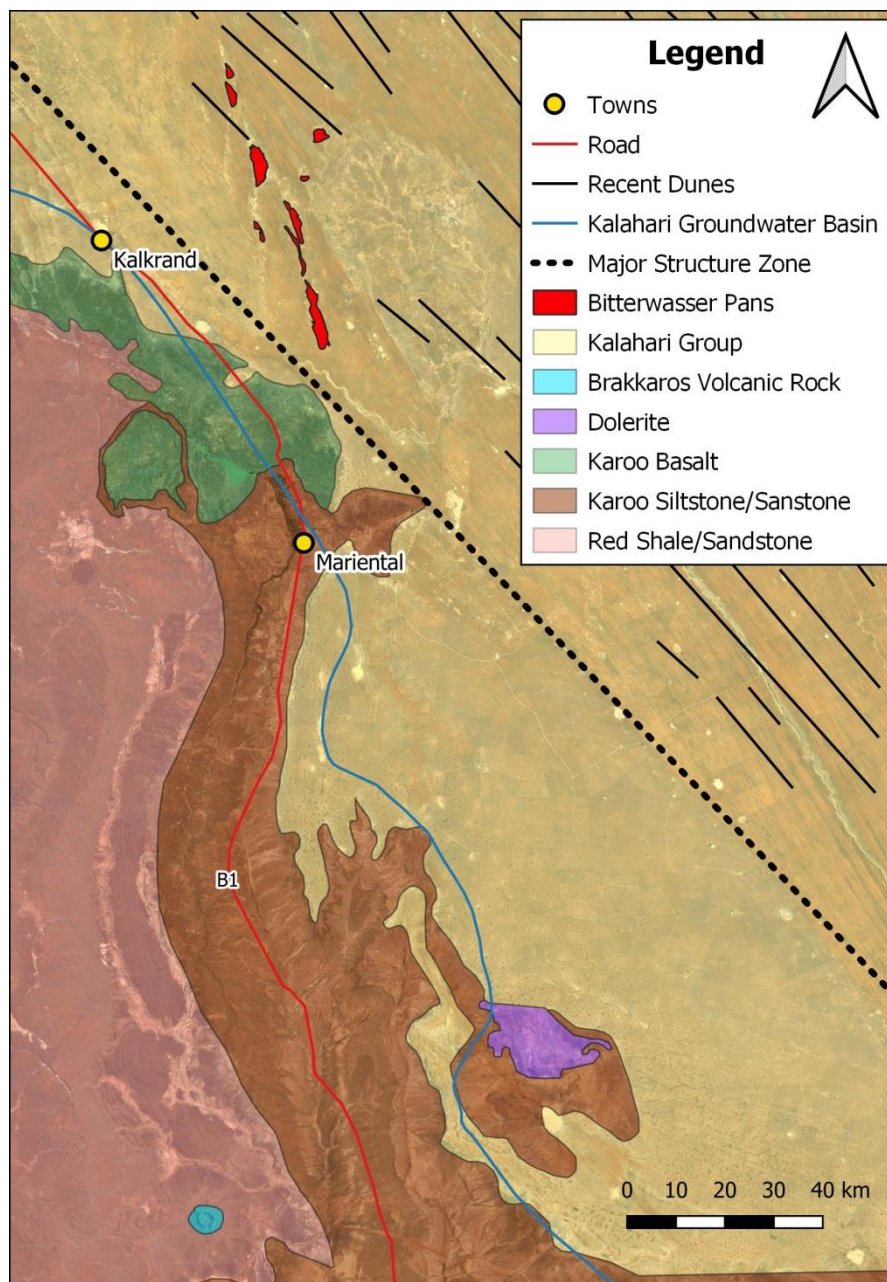 Legend
Towns
Road
Recent Dunes
Kalahari Groundwater Basin
Major Structure Zone
Bitterwasser Pans
Kalahari Group
Brakkaros Volcanic Rock
Dolerite
Karoo Basalt
Karoo Siltstone/Sanstone
Red Shale/Sandstone
Kalkrand
Mariental
B1
0 10 20 30 40 km